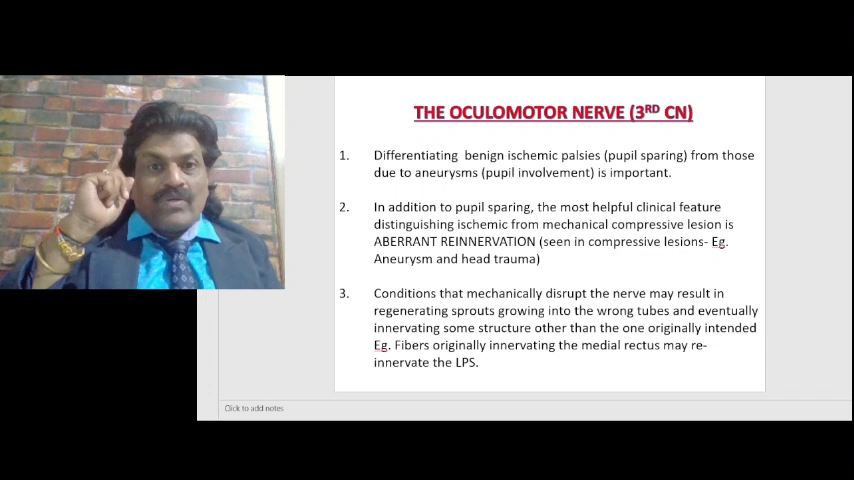 THE OCULOMOTOR NERVE (3RD CN)
1. Differentiating benign ischemic palsies (pupil sparing) from those
due to aneurysms (pupil involvement) is important.
2. In addition to pupil sparing, the most helpful clinical feature
distinguishing ischemic from mechanical compressive lesion is
ABERRANT REINNERVATION (seen in compressive lesions- Eg.
Aneurysm and head trauma)
3. Conditions that mechanically disrupt the nerve may result in
regenerating sprouts growing into the wrong tubes and eventually
innervating some structure other than the one originally intended
Eg. Fibers originally innervating the medial rectus may re-
innervate the LPS.
Click to add notes